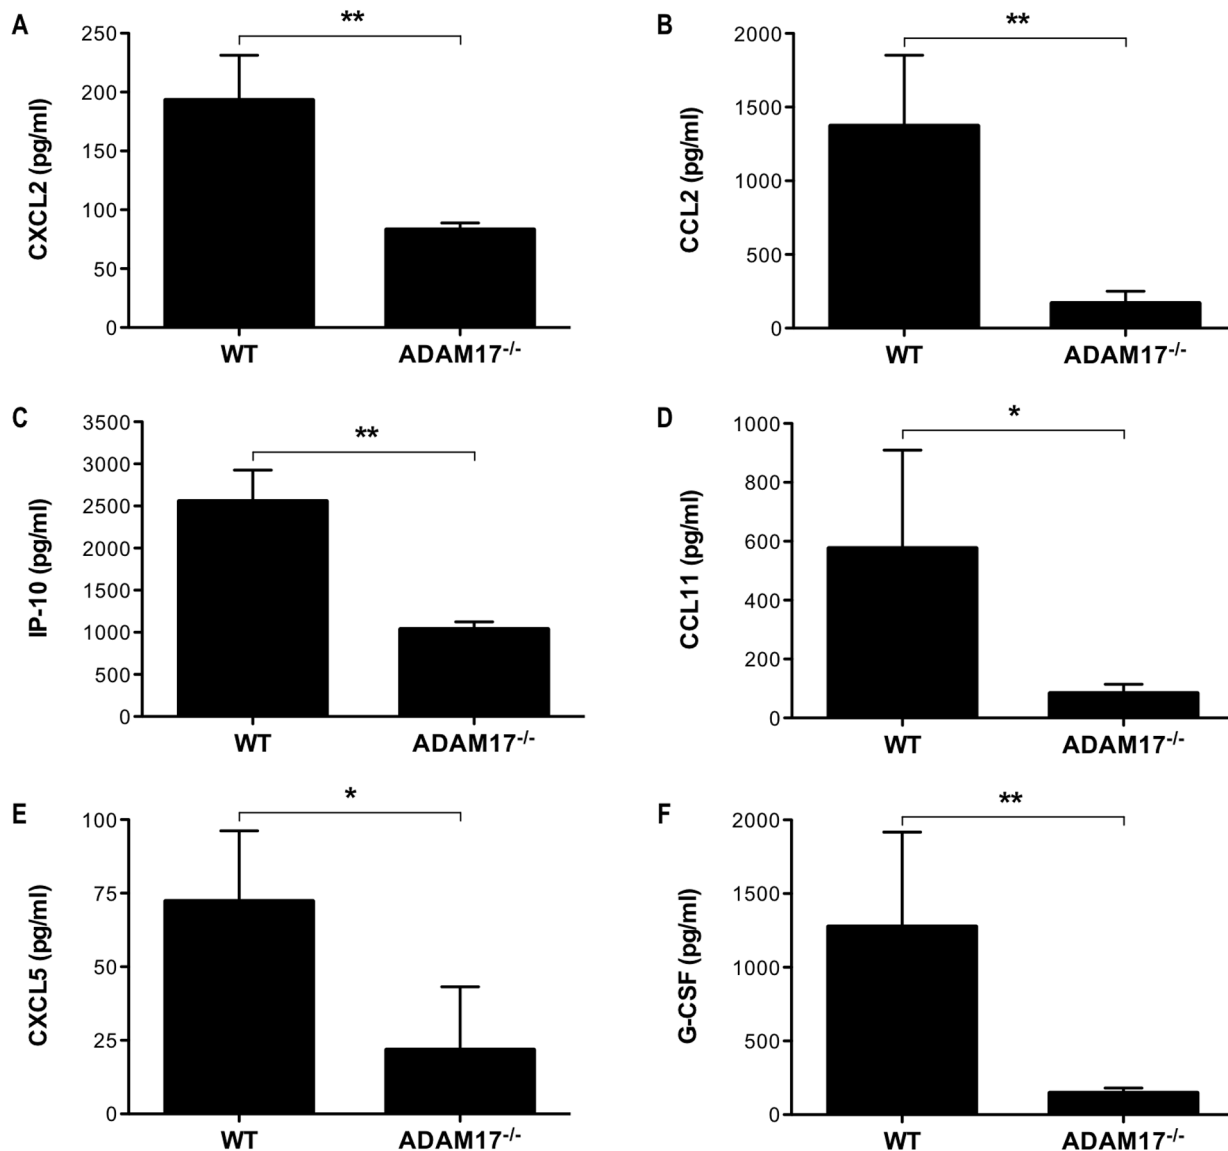 A
**
CXCL2 (pg/ml)
250
200
150
100
50
0
WT
ADAM17-/-
B
**
CCL2 (pg/ml)
2000
1500
1000
500
0
WT
ADAM17-/-
C
**
IP-10 (pg/ml)
3500
3000
2500
2000
1500
1000
500
0
WT
ADAM17-/-
D
*
CCL11 (pg/ml)
1000
800
600
400
200
0
WT
ADAM17-/-
E
*
CXCL5 (pg/ml)
100
75
50
25
0
WT
ADAM17-/-
F
**
G-CSF (pg/ml)
2000
1500
1000
500
0
WT
ADAM17-/-